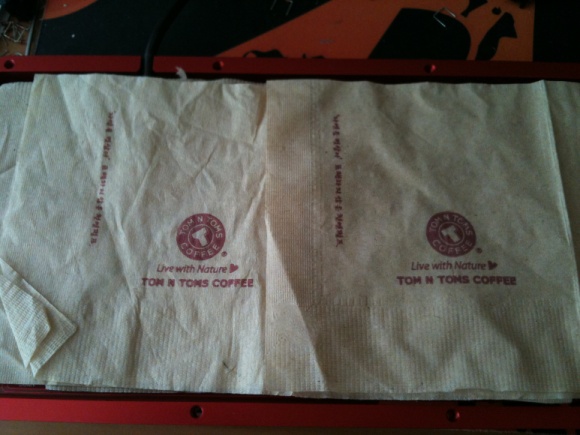 TOM N TOMS
COFFEE
®
Live with Nature
TOM N TOMS COFFEE
TOM N TOMS
COFFEE
®
Live with Nature
TOM N TOMS COFFEE